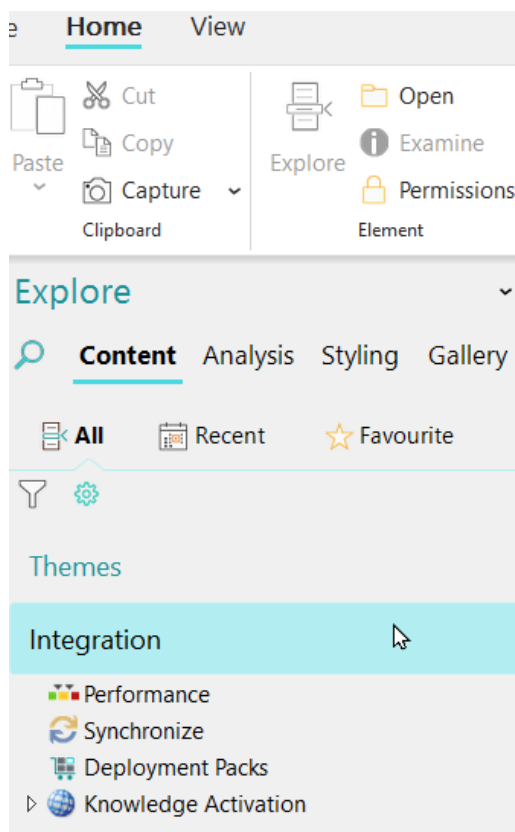 Home View
Cut
Copy
Paste
Capture
Clipboard
Explore
Open
Examine
Permissions
Element
Explore
Content Analysis Styling Gallery
All Recent Favourite
Themes
Integration
Performance
Synchronize
Deployment Packs
Knowledge Activation